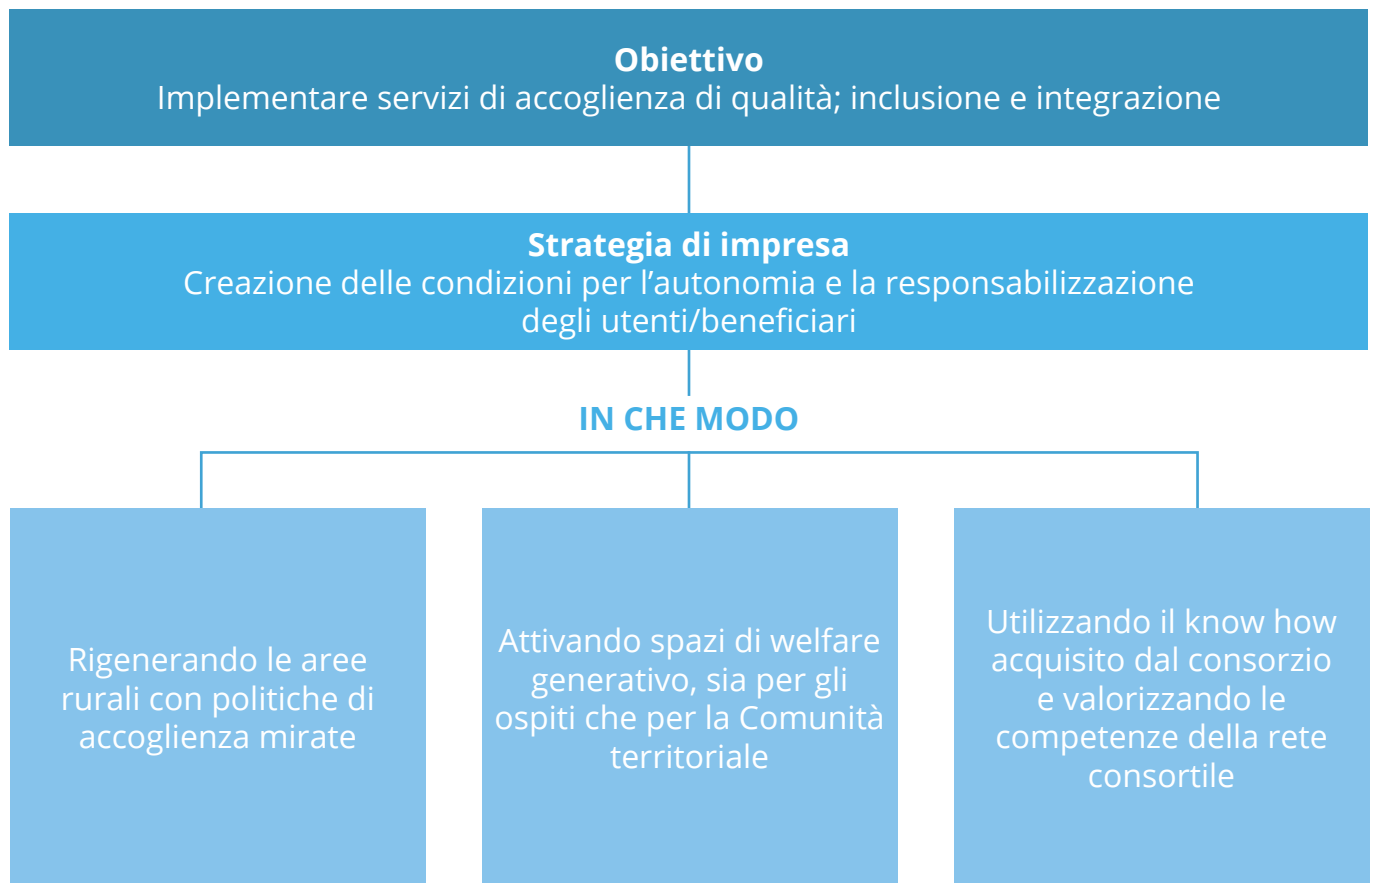 Obiettivo
Implementare servizi di accoglienza di qualità; inclusione e integrazione
Strategia di impresa
Creazione delle condizioni per l’autonomia e la responsabilizzazione
degli utenti/beneficiari
IN CHE MODO
Rigenerando le aree
rurali con politiche di
accoglienza mirate
Attivando spazi di welfare
generativo, sia per gli
ospiti che per la Comunità
territoriale
Utilizzando il know how
acquisito dal consorzio
e valorizzando le
competenze della rete
consortile